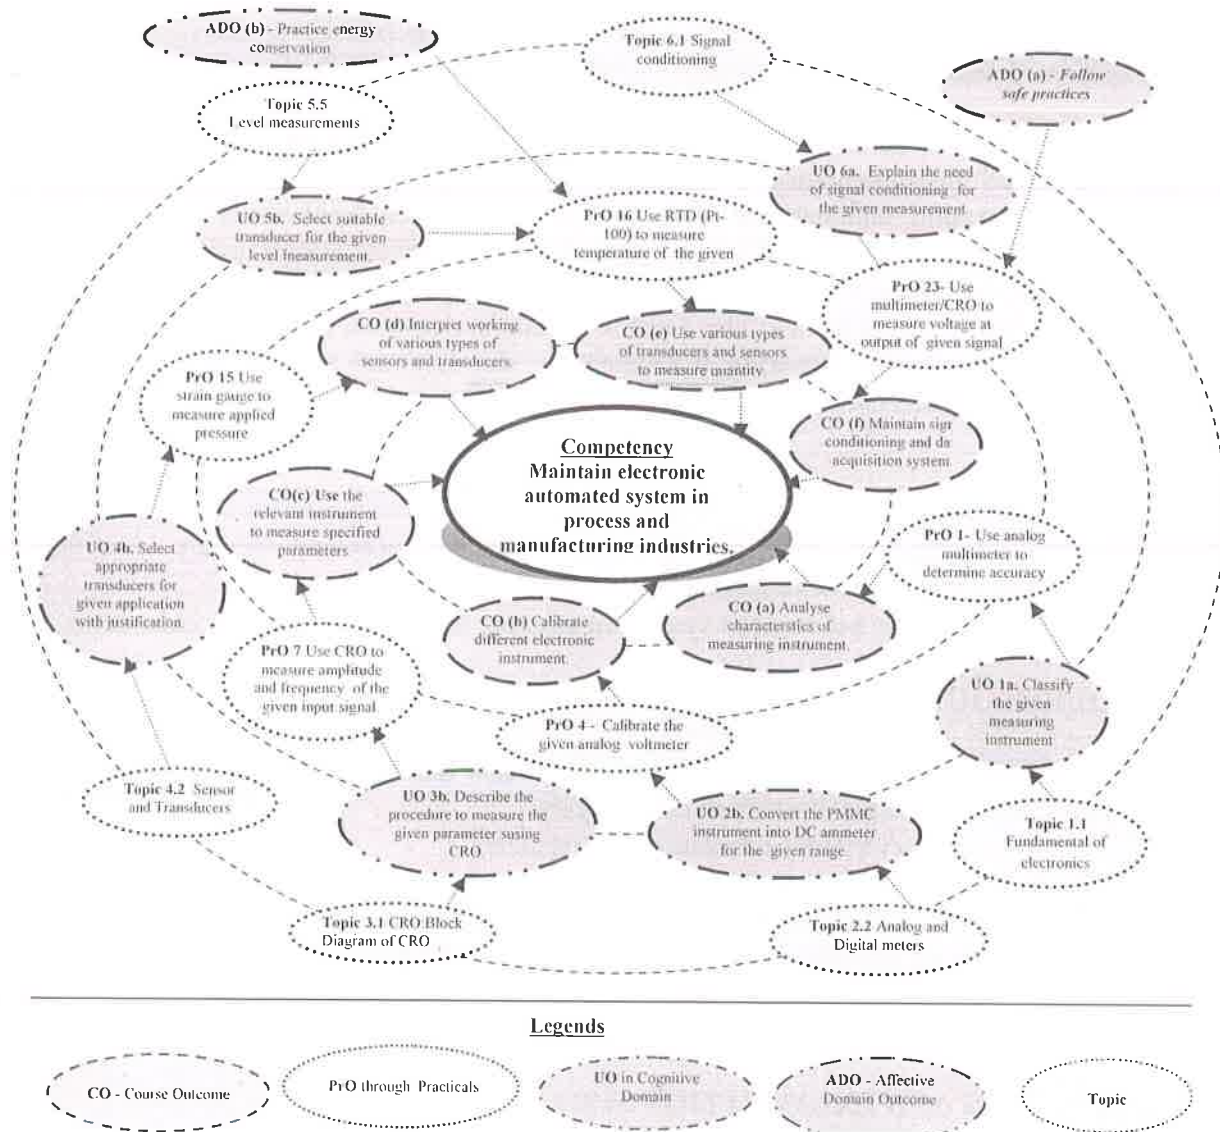 ADO (b) - Practice energy
conservation
Topic 6.1 Signal
conditioning
ADO (a) - Follow
safe practices
Topic 5.5
Level measurements
UO 6a. Explain the need
of signal conditioning for
the given measurement.
UO 5b. Select suitable
transducer for the given
level measurement.
PrO 16 Use RTD (Pt-
100) to measure
temperature of the given
PrO 23- Use
multimeter/CRO to
measure voltage at
output of given signal
CO (d) Interpret working
of various types of
sensors and transducers.
CO (e) Use various types
of transducers and sensors
to measure quantity.
PrO 15 Use
strain gauge to
measure applied
pressure
CO (f) Maintain sigr
conditioning and da
acquisition system.
Competency
Maintain electronic
automated system in
process and
manufacturing industries.
CO(c) Use the
relevant instrument
to measure specified
parameters
UO 4b. Select
appropriate
transducers for
given application
with justification.
PrO 1- Use analog
multimeter to
determine accuracy
CO (b) Calibrate
different electronic
instrument.
CO (a) Analyse
characterstics of
measuring instrument.
PrO 7 Use CRO to
measure amplitude
and frequency of the
given input signal
UO 1a. Classify
the given
measuring
instrument
PrO 4 - Calibrate the
given analog voltmeter
Topic 4.2 Sensor
and Transducers
UO 3b. Describe the
procedure to measure the
given parameter susing
CRO
UO 2b. Convert the PMMC
instrument into DC ammeter
for the given range.
Topic 1.1
Fundamental of
electronics
Topic 3.1 CRO:Block
Diagram of CRO
Topic 2.2 Analog and
Digital meters
Legends
CO - Course Outcome
PrO through Practicals
UO in Cognitive
Domain
ADO - Affective
Domain Outcome
Topic